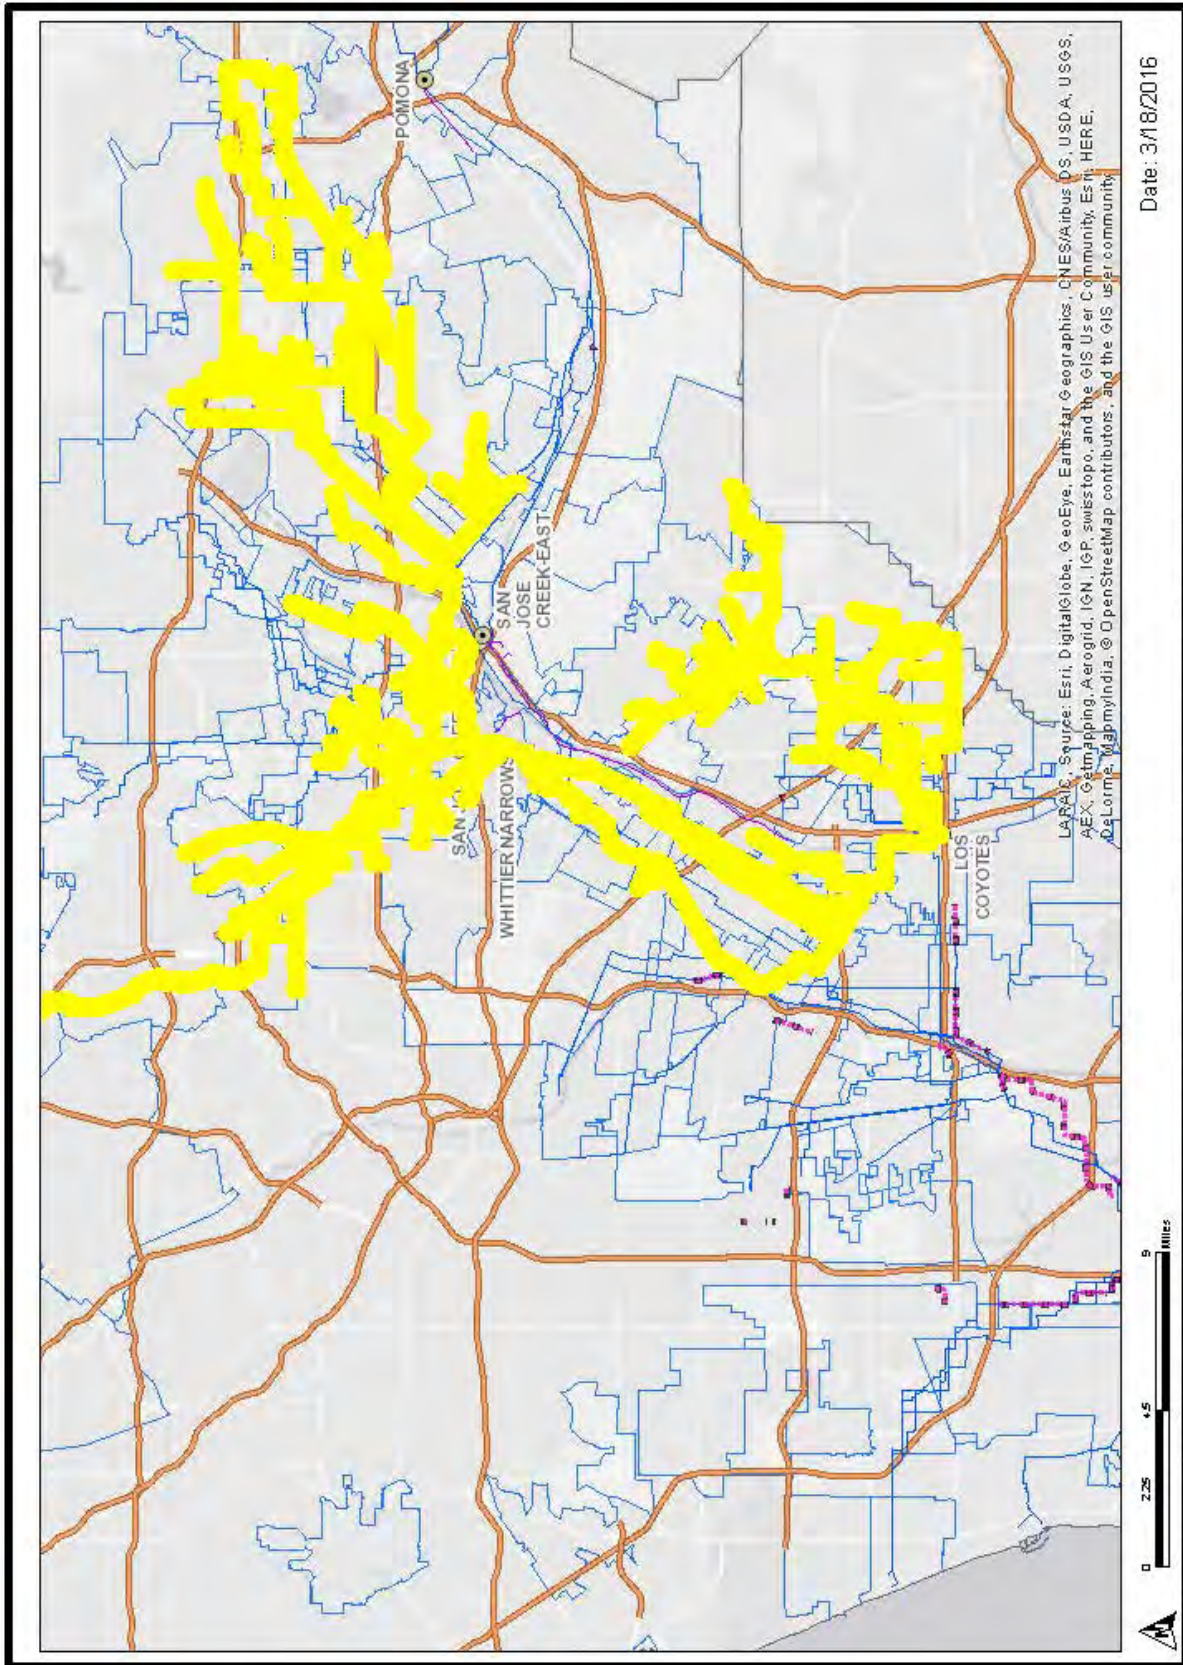 POMONA
SAN
JOSE
CREEK-EAST
SAN JO
WHITTIER NARROWS
LOS
COYOTES
LARAIC, Source: Esri, DigitalGlobe, GeoEye, Earthstar Geographics, CNES/Airbus DS, USDA, USGS,
AEX, Getmapping, Aerogrid, IGN, IGP, swisstopo, and the GIS User Community, Esri, HERE,
DeLorme, MapmyIndia, © OpenStreetMap contributors, and the GIS user community
Date: 3/18/2016
0 2.25 4.5 9
Miles
N